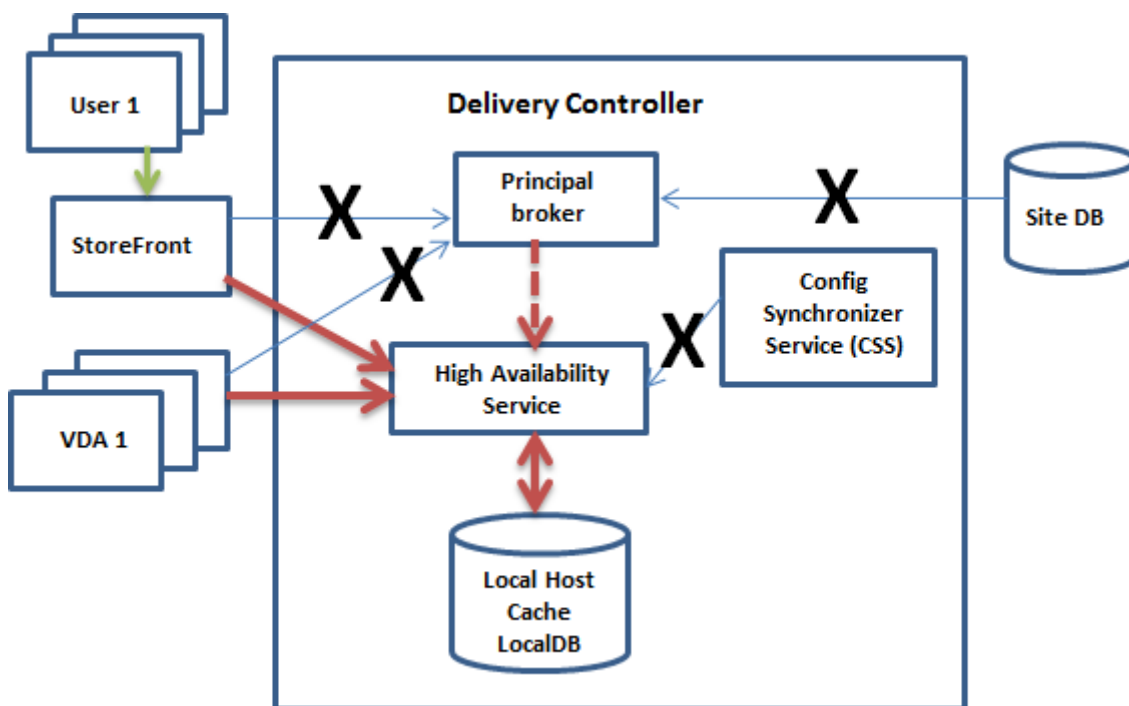 User 1
Delivery Controller
Principal
broker
X
X
StoreFront
Site DB
X
Config
Synchronizer
Service (CSS)
X
High Availability
Service
VDA 1
Local Host
Cache
LocalDB